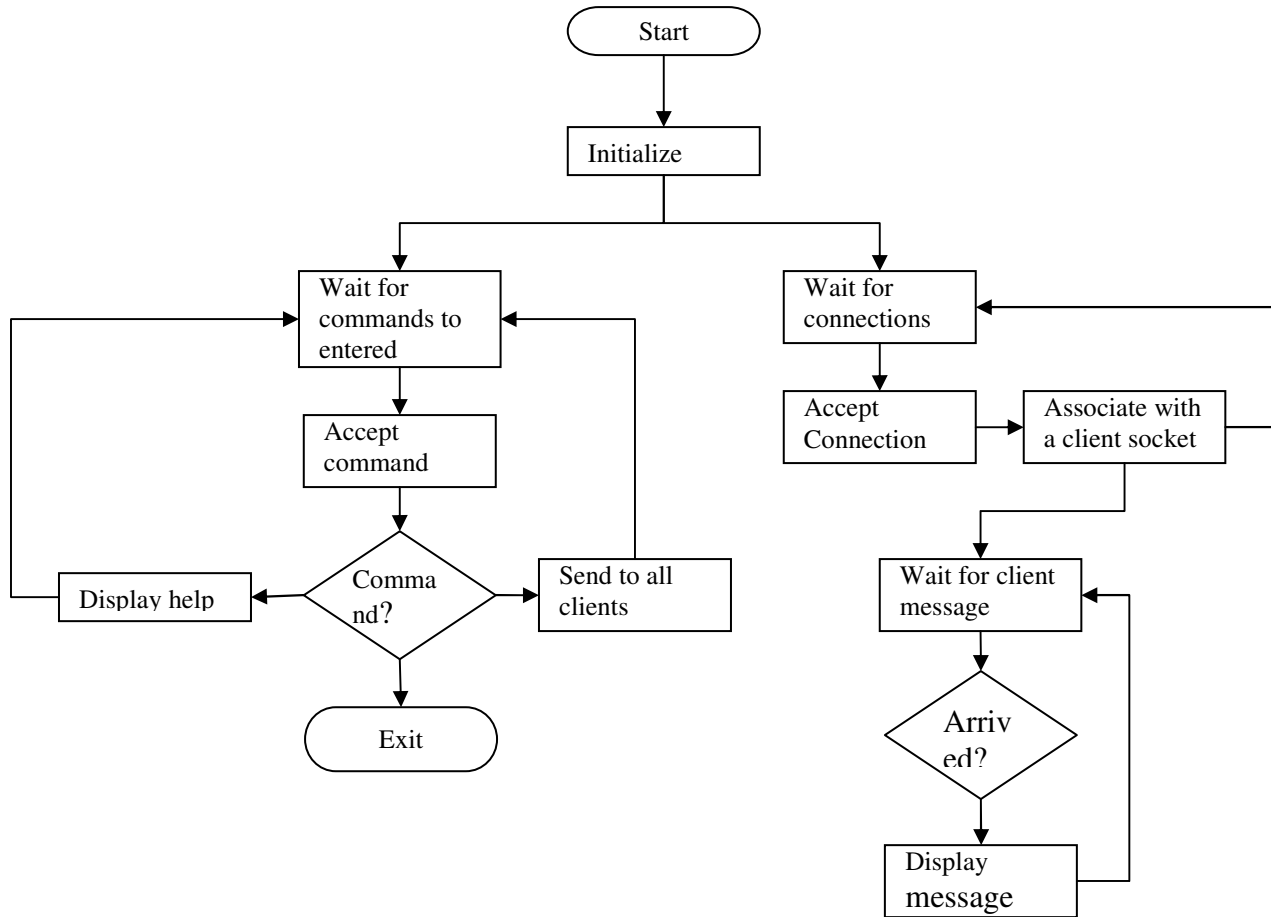 Start
Initialize
Wait for
commands to
entered
Wait for
connections
Accept
command
Accept
Connection
Associate with
a client socket
Display help
Comma
nd?
Send to all
clients
Wait for client
message
Exit
Arriv
ed?
Display
message